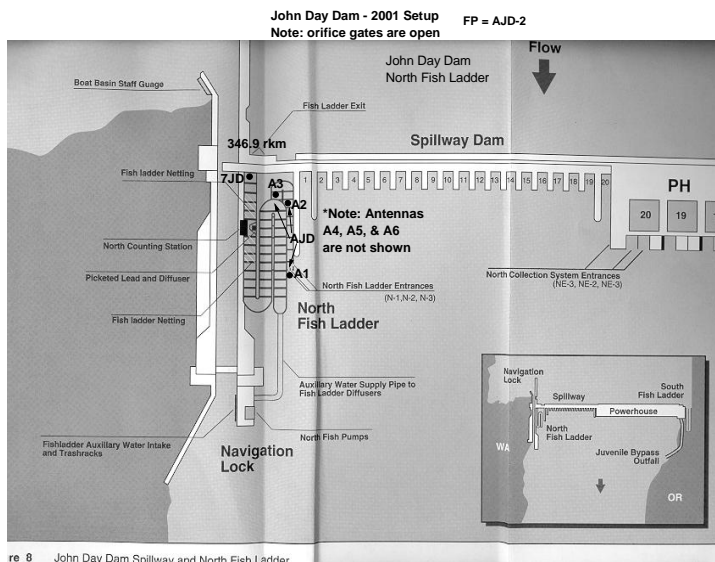 John Day Dam - 2001 Setup
FP = AJD-2
Note: orifice gates are open
Flow
John Day Dam
North Fish Ladder
Boat Basin Staff Guage
Fish Ladder Exit
346.9 rkm
Spillway Dam
Fish ladder Netting
7JD
A3
A2
1 2 3 4 5 6 7 8 9 10 11 12 13 14 15 16 17 18 19 20
PH
20 19
*Note: Antennas
A4, A5, & A6
are not shown
AJD
North Counting Station
A1
Picketed Lead and Diffuser
North Fish Ladder Entrances
(N-1,N-2, N-3)
North Collection System Entrances
(NE-3, NE-2, NE-3)
Fish ladder Netting
North
Fish Ladder
Auxiliary Water Supply Pipe to
Fish Ladder Diffusers
Fishladder Auxillary Water Intake
and Trashracks
North Fish Pumps
Navigation
Lock
Navigation
Lock
Spillway
South
Fish Ladder
Powerhouse
North
Fish Ladder
WA
Juvenile Bypass
Outfall
OR
re 8 John Day Dam Spillway and North Fish Ladder